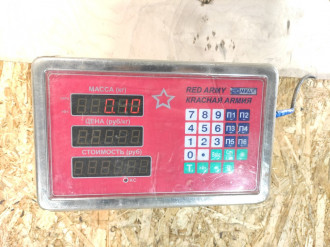 МАССА (кг)
0.40
ЦЕНА (руб/кг)
СТОИМОСТЬ (руб)
RED ARMY
КРАСНАЯ АРМИЯ
7 8 9 П1 П2
4 5 6 П3 П4
1 2 3 П5 П6
0
T